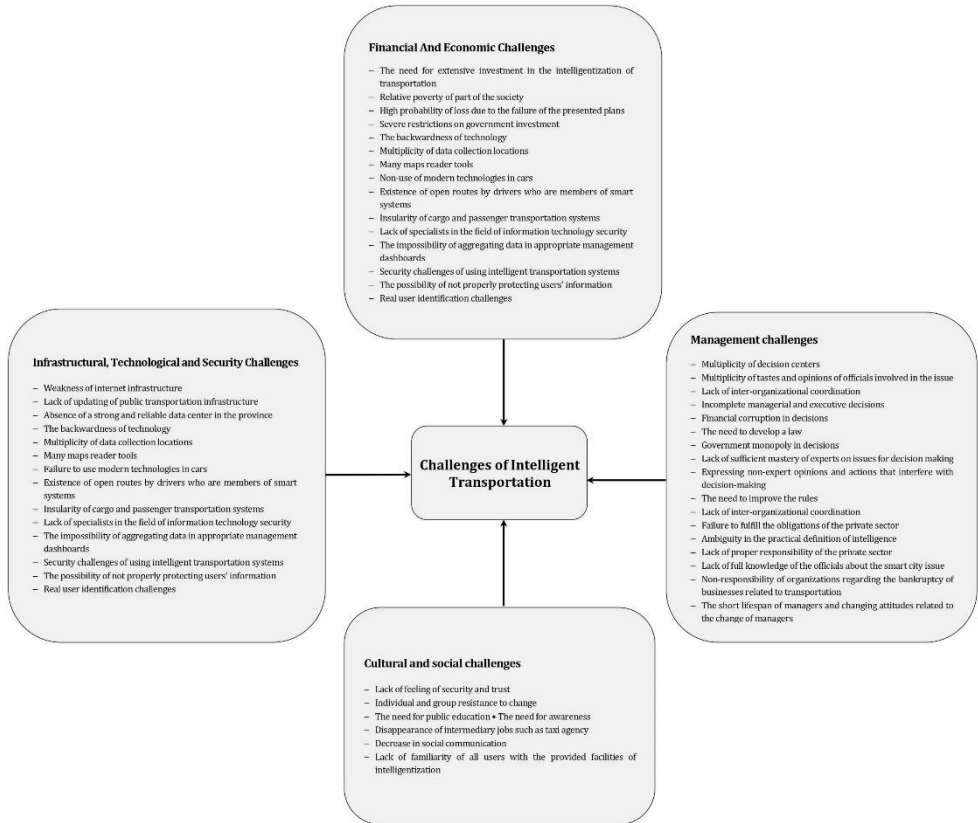 Financial And Economic Challenges
– The need for extensive investment in the intelligentization of
transportation
– Relative poverty of part of the society
– High probability of loss due to the failure of the presented plans
– Severe restrictions on government investment
– The backwardness of technology
– Multiplicity of data collection locations
– Many maps reader tools
– Non-use of modern technologies in cars
– Existence of open routes by drivers who are members of smart
systems
– Insularity of cargo and passenger transportation systems
– Lack of specialists in the field of information technology security
– The impossibility of aggregating data in appropriate management
dashboards
– Security challenges of using intelligent transportation systems
– The possibility of not properly protecting users' information
– Real user identification challenges
Infrastructural, Technological and Security Challenges
– Weakness of internet infrastructure
– Lack of updating of public transportation infrastructure
– Absence of a strong and reliable data center in the province
– The backwardness of technology
– Multiplicity of data collection locations
– Many maps reader tools
– Failure to use modern technologies in cars
– Existence of open routes by drivers who are members of smart
systems
– Insularity of cargo and passenger transportation systems
– Lack of specialists in the field of information technology security
– The impossibility of aggregating data in appropriate management
dashboards
– Security challenges of using intelligent transportation systems
– The possibility of not properly protecting users' information
– Real user identification challenges
Challenges of Intelligent
Transportation
Management challenges
– Multiplicity of decision centers
– Multiplicity of tastes and opinions of officials involved in the issue
– Lack of inter-organizational coordination
– Incomplete managerial and executive decisions
– Financial corruption in decisions
– The need to develop a law
– Government monopoly in decisions
– Lack of sufficient mastery of experts on issues for decision making
– Expressing non-expert opinions and actions that interfere with
decision-making
– The need to improve the rules
– Lack of inter-organizational coordination
– Failure to fulfill the obligations of the private sector
– Ambiguity in the practical definition of intelligence
– Lack of proper responsibility of the private sector
– Lack of full knowledge of the officials about the smart city issue
– Non-responsibility of organizations regarding the bankruptcy of
businesses related to transportation
– The short lifespan of managers and changing attitudes related to
the change of managers
Cultural and social challenges
– Lack of feeling of security and trust
– Individual and group resistance to change
– The need for public education • The need for awareness
– Disappearance of intermediary jobs such as taxi agency
– Decrease in social communication
– Lack of familiarity of all users with the provided facilities of
intelligentization